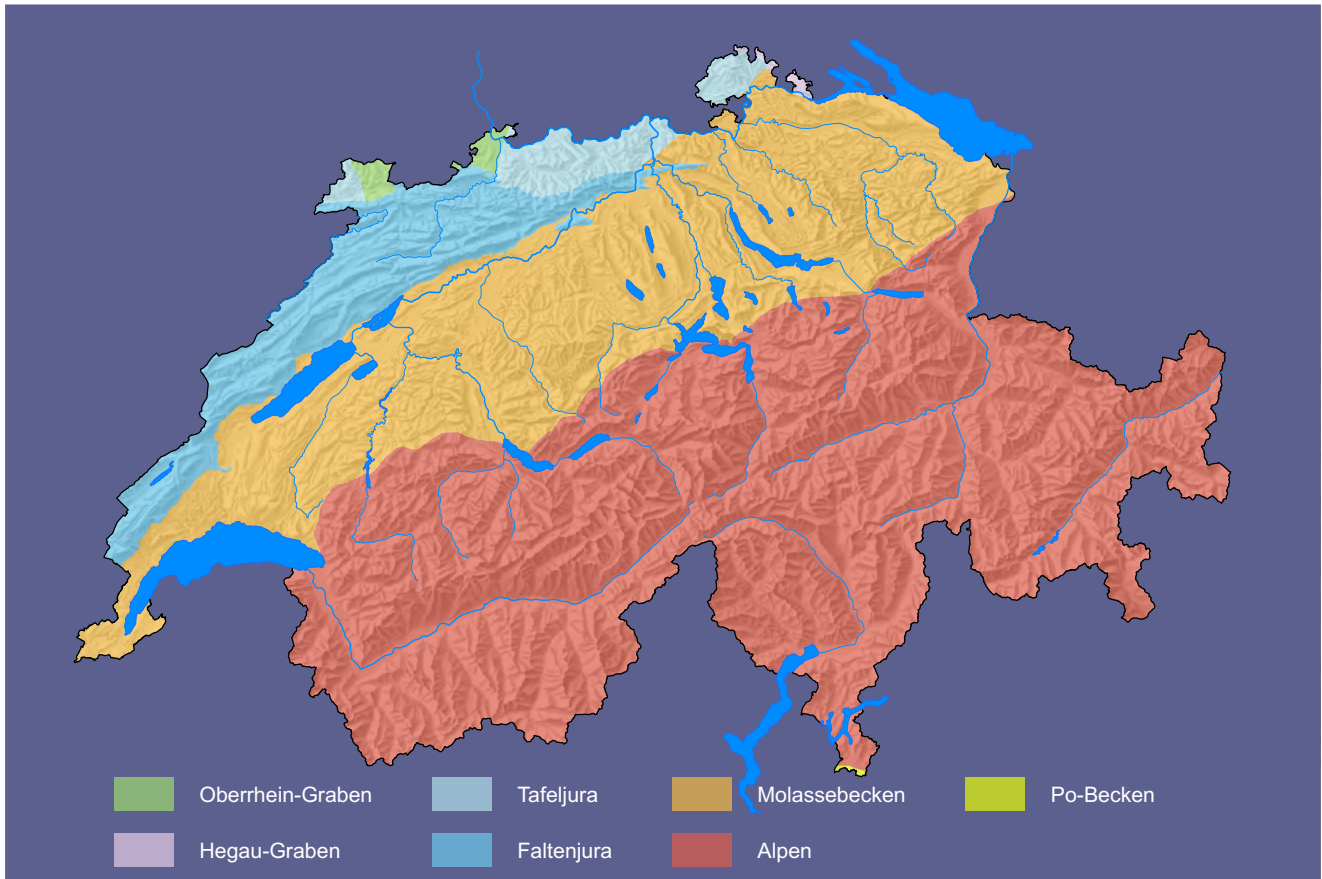 Oberrhein-Graben
Tafeljura
Molassebecken
Po-Becken
Hegau-Graben
Faltenjura
Alpen